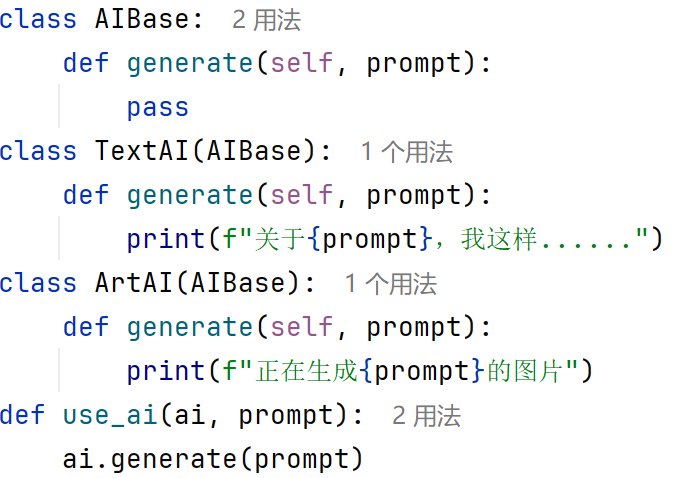 class AIBase:  2 用法
    def generate(self, prompt):
        pass
class TextAI(AIBase):  1 个用法
    def generate(self, prompt):
        print(f"关于{prompt}，我这样......")
class ArtAI(AIBase):  1 个用法
    def generate(self, prompt):
        print(f"正在生成{prompt}的图片")
def use_ai(ai, prompt):  2 用法
    ai.generate(prompt)